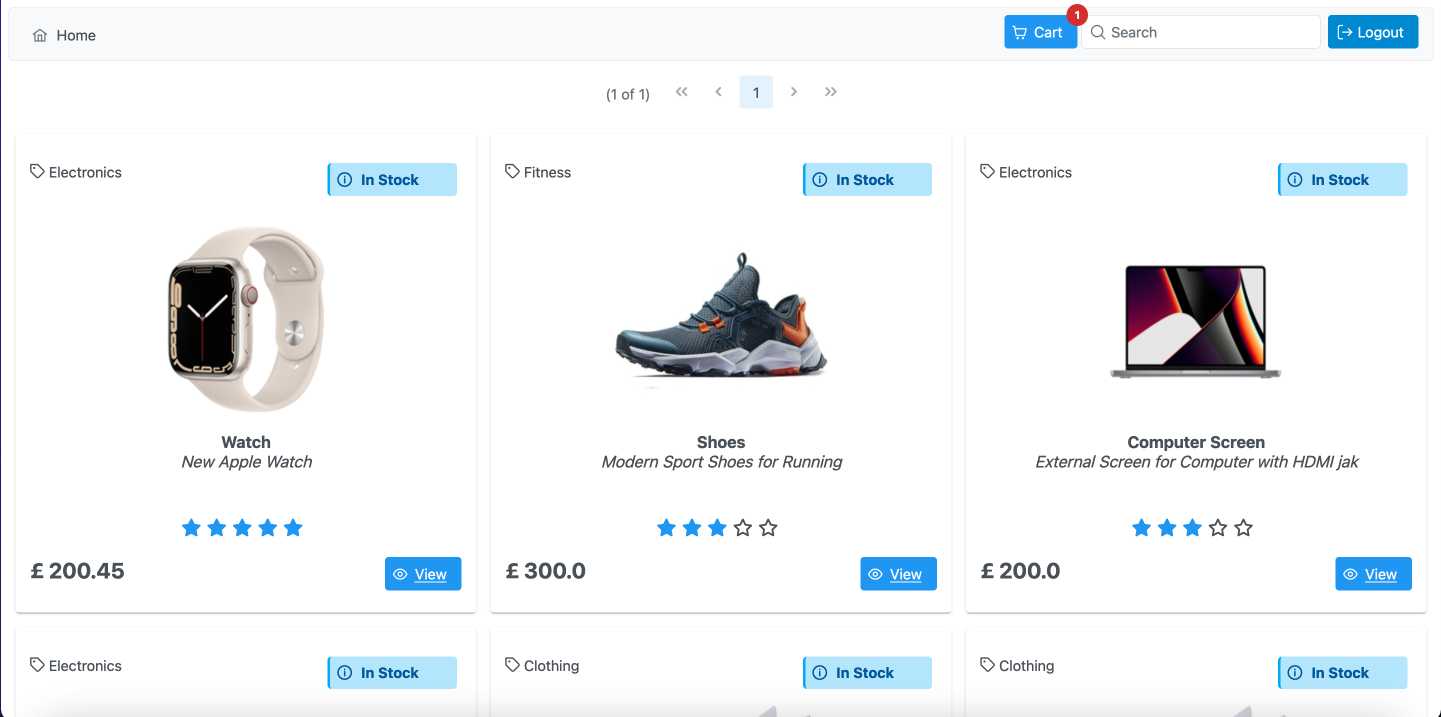 Home
Cart
1
Search
Logout
(1 of 1)
1
Electronics
In Stock
Fitness
In Stock
Electronics
In Stock
Watch
New Apple Watch
Shoes
Modern Sport Shoes for Running
Computer Screen
External Screen for Computer with HDMI jak
£ 200.45
View
£ 300.0
View
£ 200.0
View
Electronics
In Stock
Clothing
In Stock
Clothing
In Stock